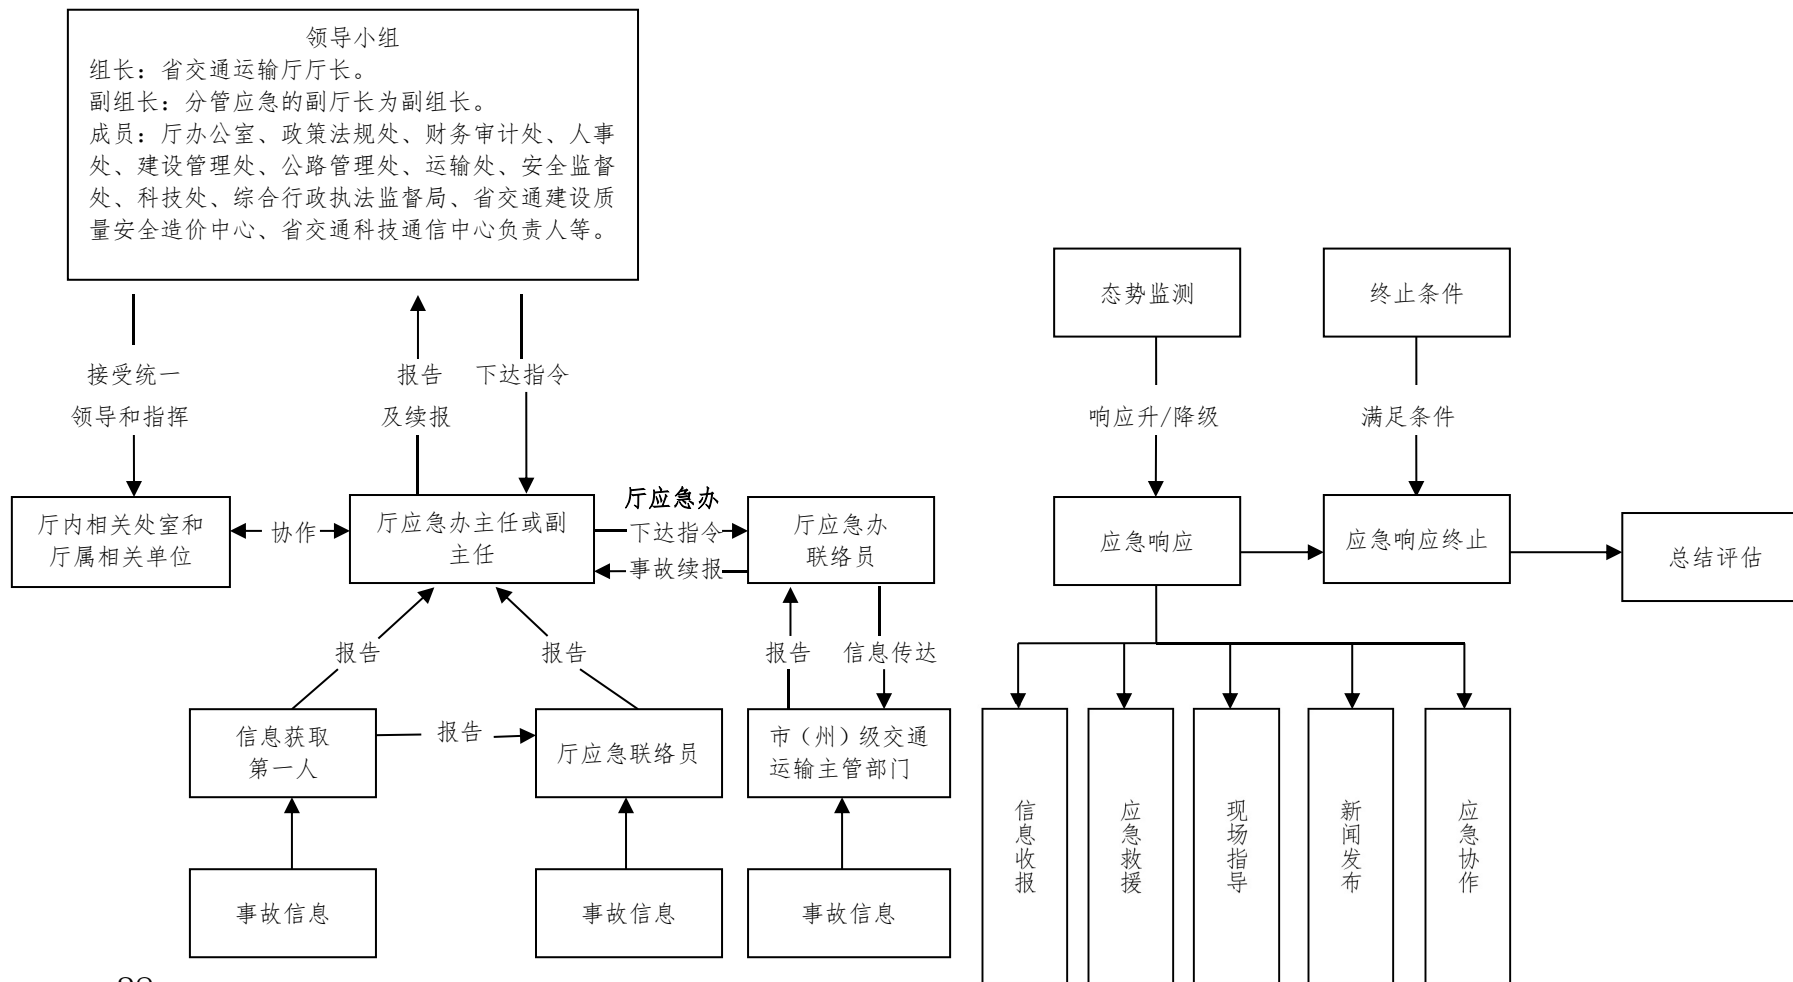 领导小组
组长：省交通运输厅厅长。
副组长：分管应急的副厅长为副组长。
成员：厅办公室、政策法规处、财务审计处、人事
处、建设管理处、公路管理处、运输处、安全监督
处、科技处、综合行政执法监督局、省交通建设质
量安全造价中心、省交通科技通信中心负责人等。
态势监测
终止条件
接受统一
领导和指挥
报告
及续报
下达指令
响应升/降级
满足条件
厅内相关处室和
厅属相关单位
协作
厅应急办主任或副
主任
厅应急办
下达指令
事故续报
厅应急办
联络员
应急响应
应急响应终止
总结评估
报告
报告
报告
信息传达
信息获取
第一人
报告
厅应急联络员
市（州）级交通
运输主管部门
事故信息
事故信息
事故信息
信息收报
应急救援
现场指导
新闻发布
应急协作